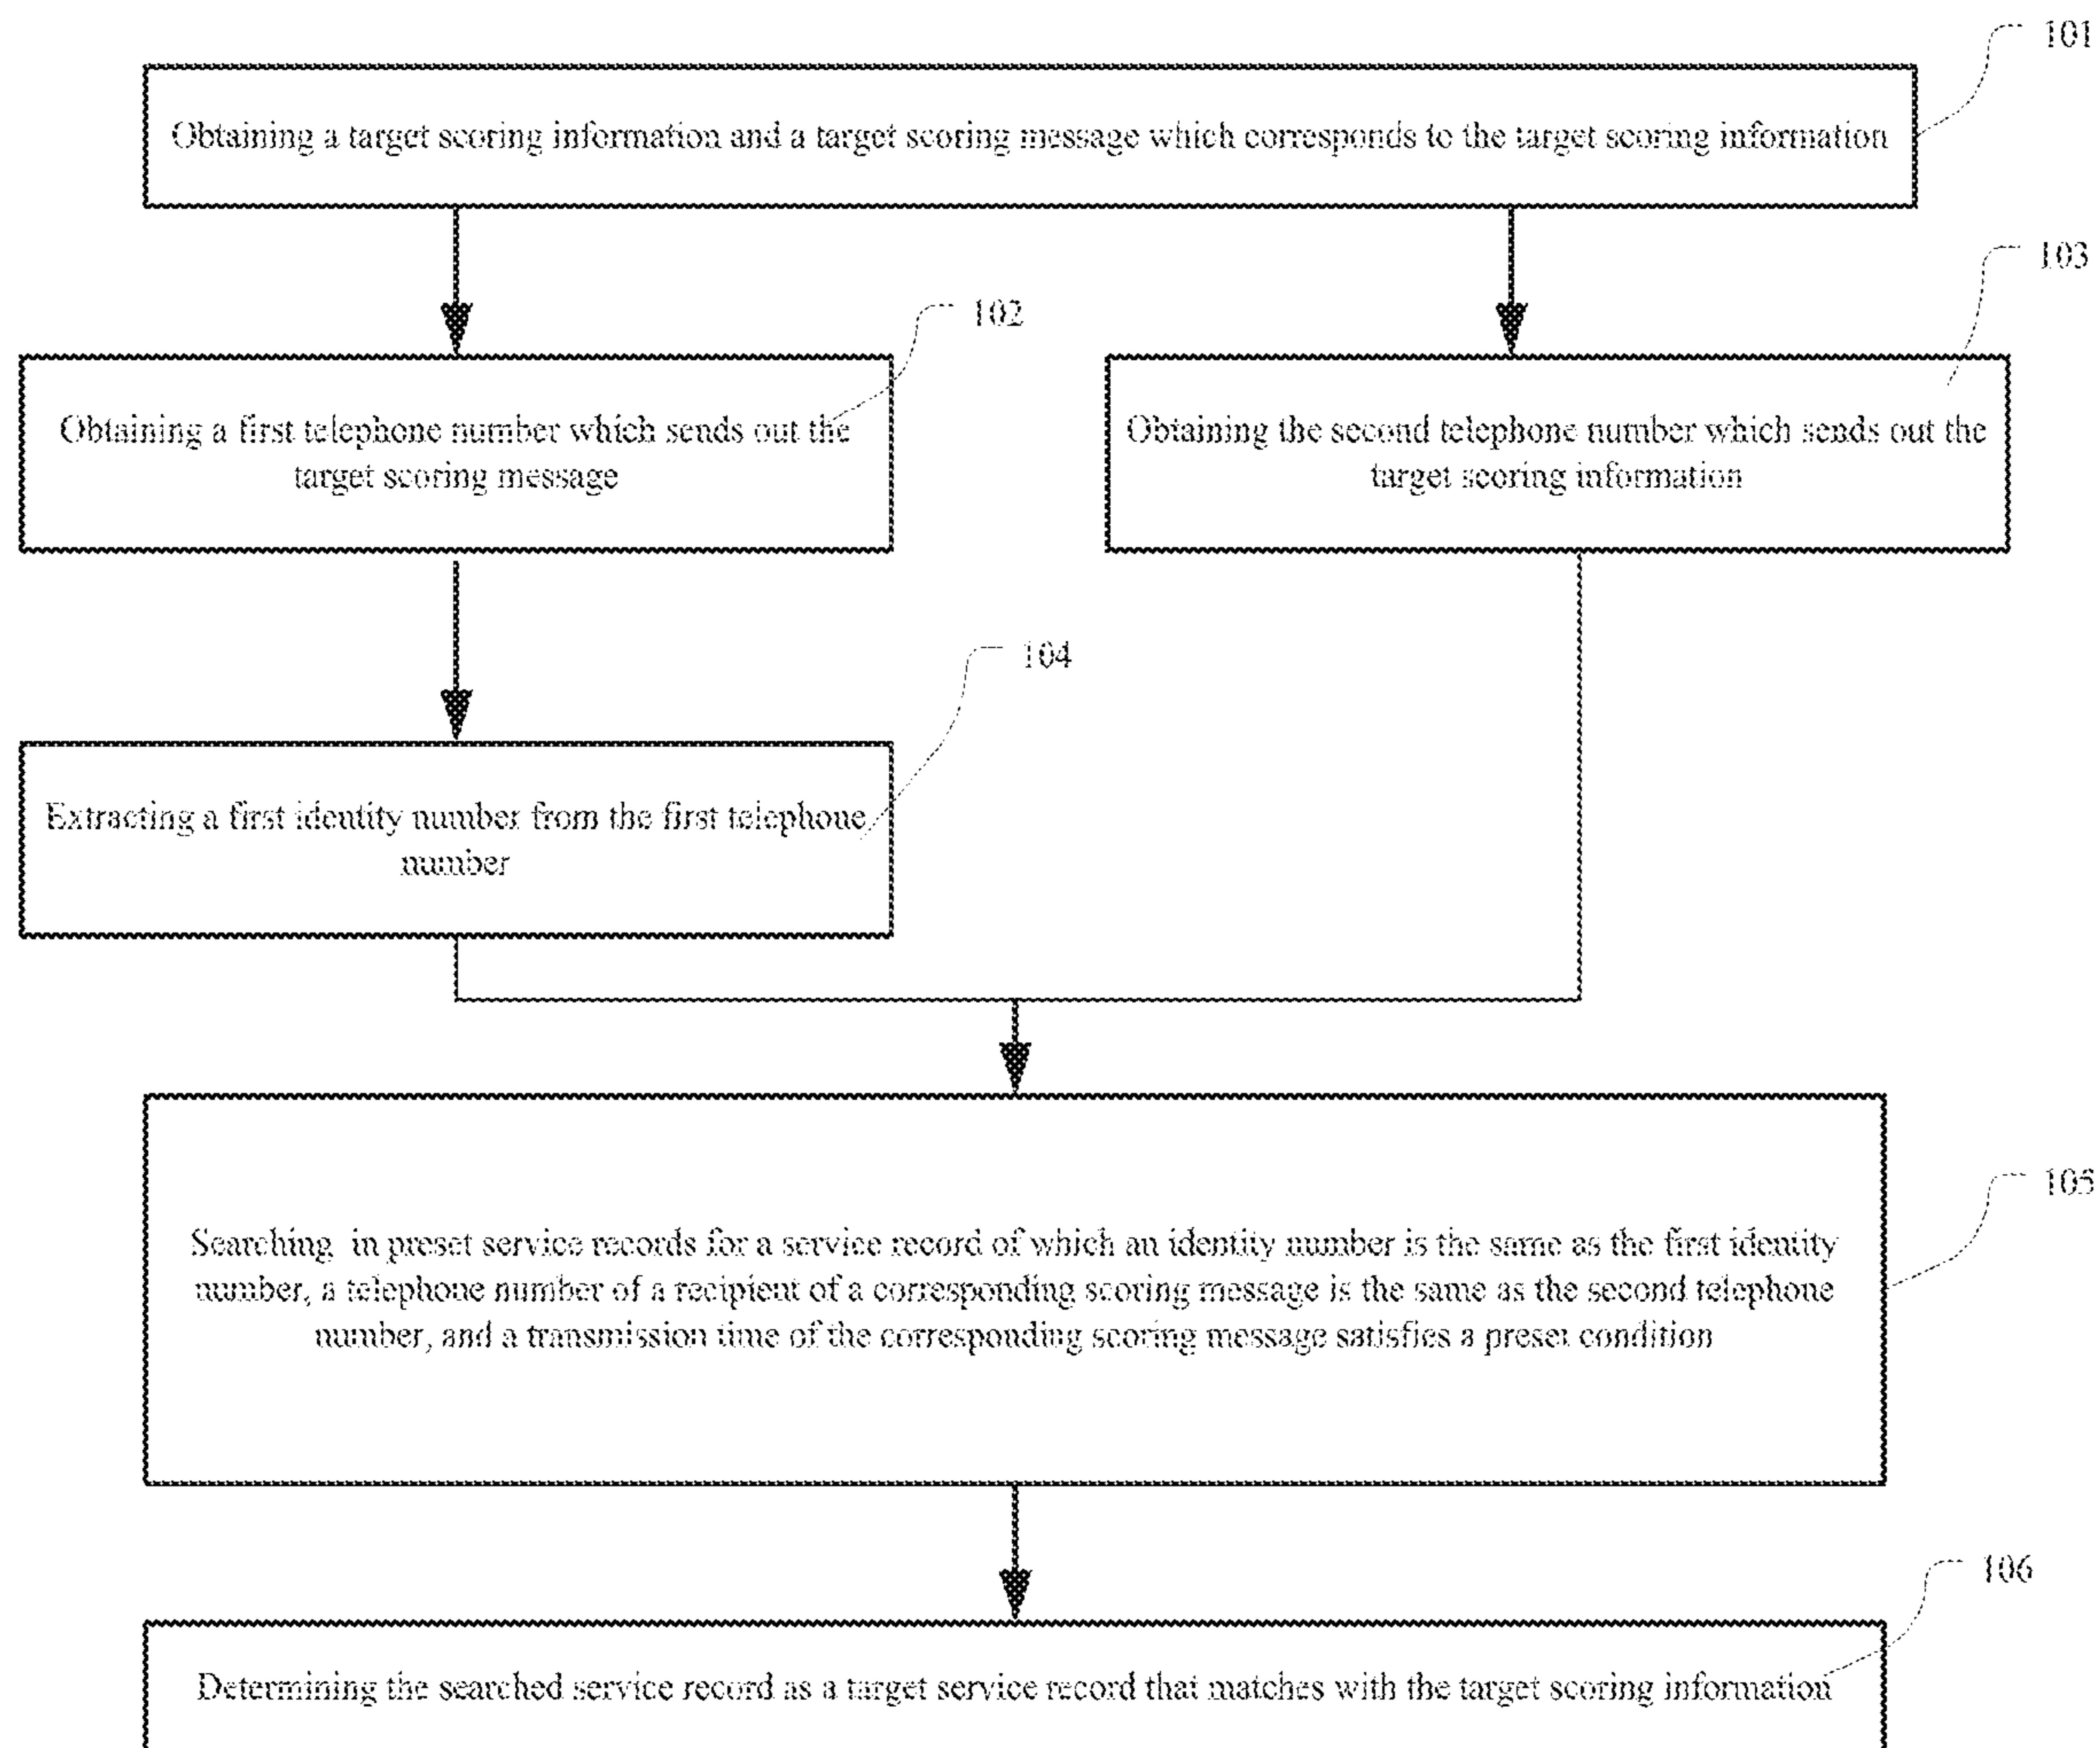 101
Obtaining a target scoring information and a target scoring message which corresponds to the target scoring information
103
102
Obtaining a first telephone number which sends out the
target scoring message
Obtaining the second telephone number which sends out the
target scoring information
104
Extracting a first identity number from the first telephone
number
105
Searching in preset service records for a service record of which an identity number is the same as the first identity
number, a telephone number of a recipient of a corresponding scoring message is the same as the second telephone
number, and a transmission time of the corresponding scoring message satisfies a preset condition
106
Determining the searched service record as a target service record that matches with the target scoring information